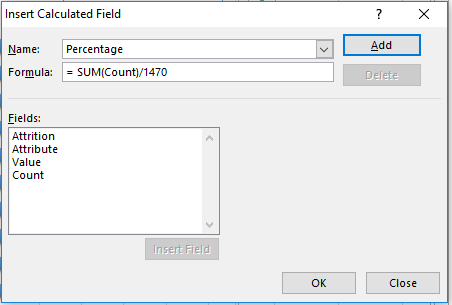 Insert Calculated Field ? ×
Name: Percentage Add
Formula: = SUM(Count)/1470 Delete
Fields:
Attrition
Attribute
Value
Count
Insert Field
OK Close